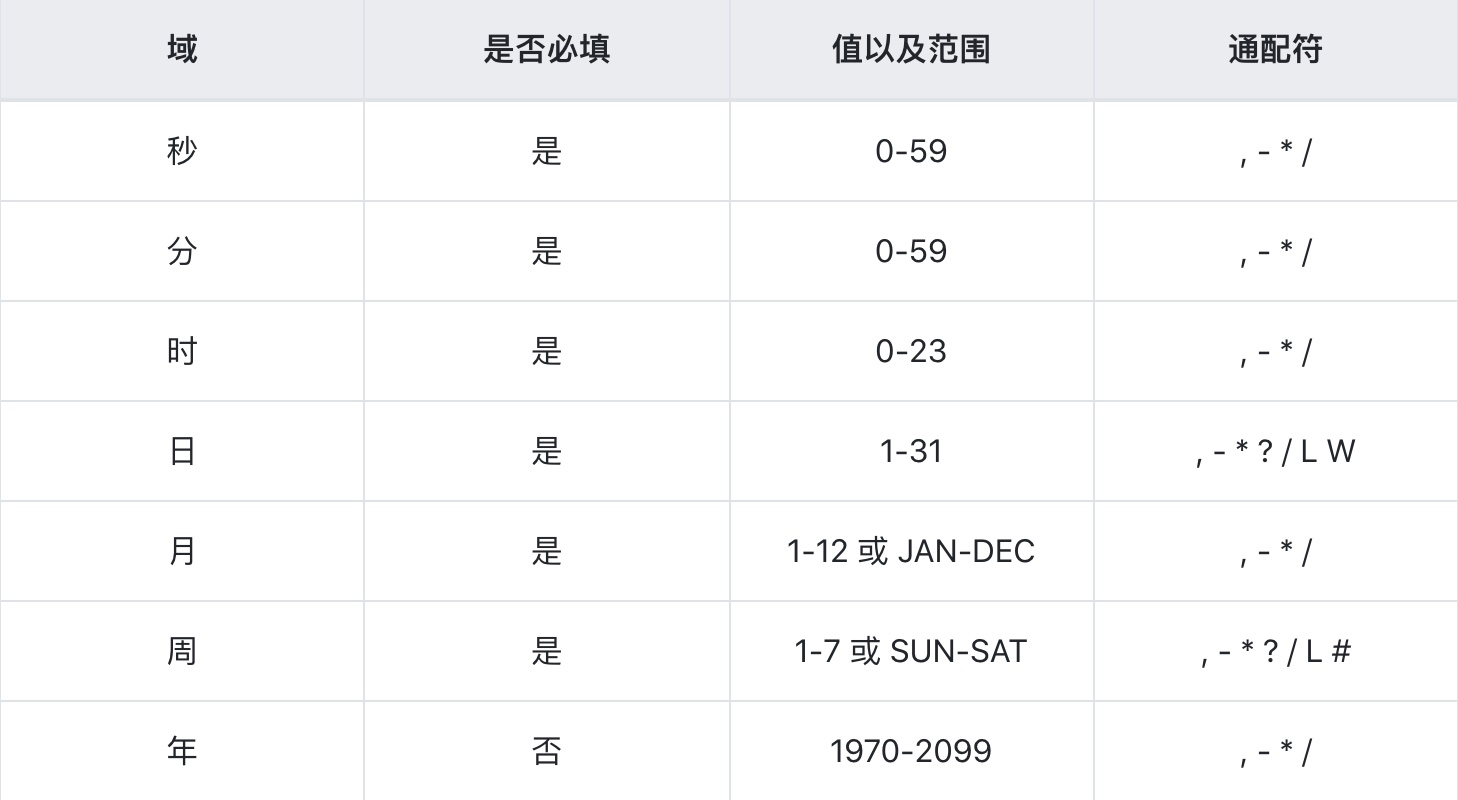 域 是否必填 值以及范围 通配符
秒 是 0-59 , - * /
分 是 0-59 , - * /
时 是 0-23 , - * /
日 是 1-31 , - * ? / L W
月 是 1-12 或 JAN-DEC , - * /
周 是 1-7 或 SUN-SAT , - * ? / L #
年 否 1970-2099 , - * /